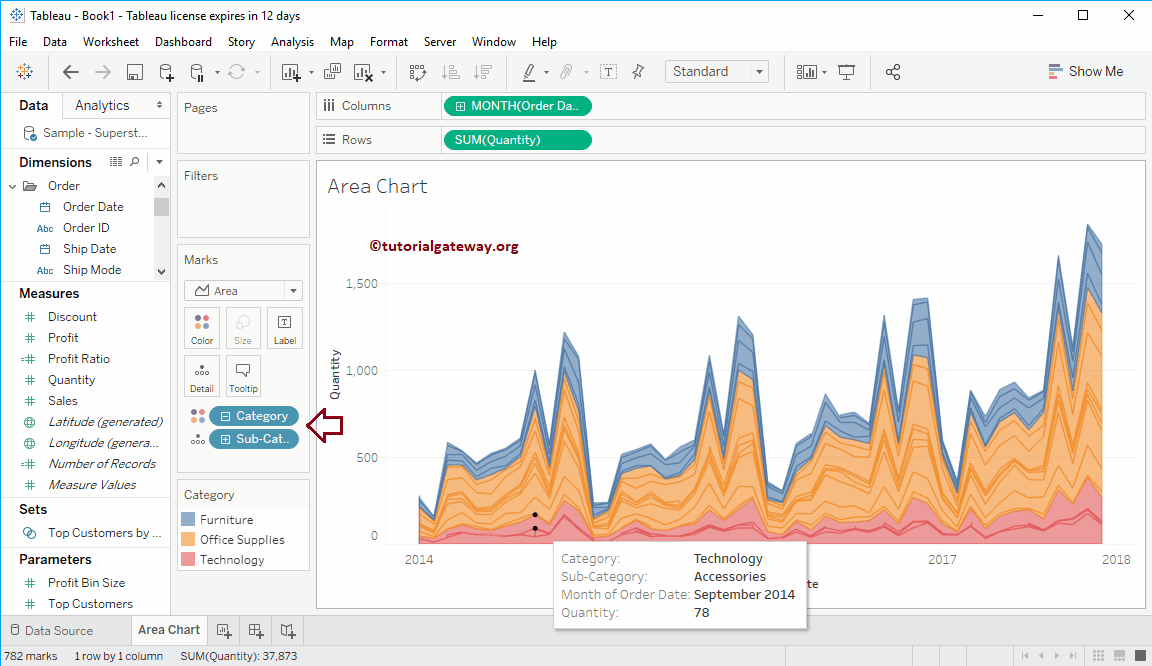 Tableau - Book1 - Tableau license expires in 12 days
File Data Worksheet Dashboard Story Analysis Map Format Server Window Help
Standard
Show Me
Data Analytics
Sample - Superst...
Dimensions
Order
Order Date
Abc Order ID
Ship Date
Abc Ship Mode
Measures
Discount
Profit
Profit Ratio
Quantity
Sales
Latitude (generated)
Longitude (genera...
Number of Records
Measure Values
Sets
Top Customers by ...
Parameters
Profit Bin Size
Top Customers
Pages
Filters
Marks
Area
Color Size Label
Detail Tooltip
Category
Sub-Cat..
Category
Furniture
Office Supplies
Technology
Columns MONTH(Order Da..
Rows SUM(Quantity)
Area Chart
©tutorialgateway.org
Quantity
1,500
1,000
500
0
2014 2017 2018
te
Category: Technology
Sub-Category: Accessories
Month of Order Date: September 2014
Quantity: 78
Data Source Area Chart
782 marks 1 row by 1 column SUM(Quantity): 37,873